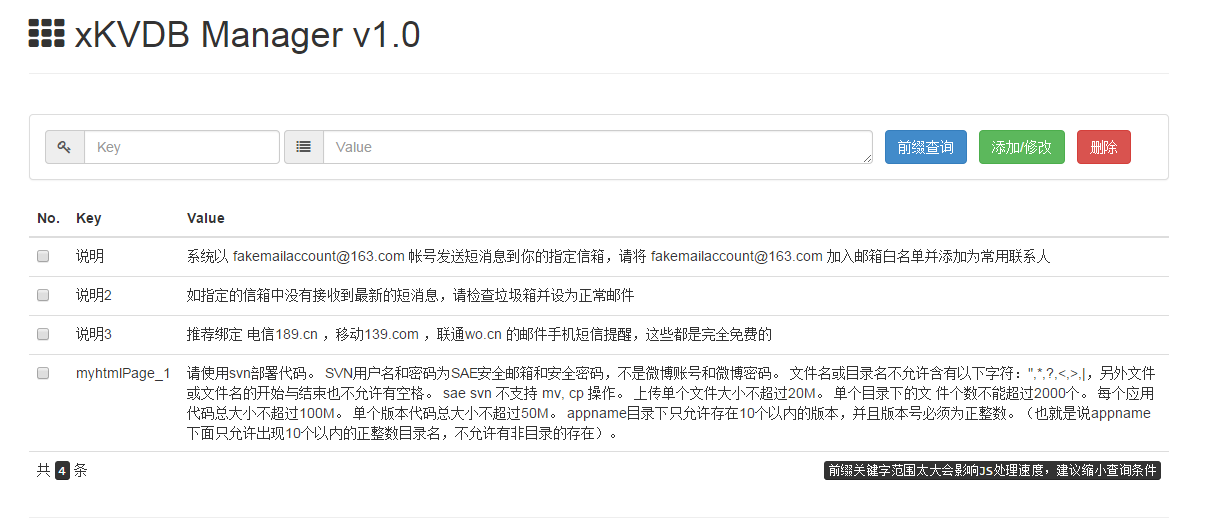 xKVDB Manager v1.0
Key Value 前缀查询 添加/修改 删除
No. Key Value
说明 系统以 fakemailaccount@163.com 帐号发送短消息到你的指定信箱，请将 fakemailaccount@163.com 加入邮箱白名单并添加为常用联系人
说明2 如指定的信箱中没有接收到最新的短消息，请检查垃圾箱并设为正常邮件
说明3 推荐绑定 电信189.cn ，移动139.com ，联通wo.cn 的邮件手机短信提醒，这些都是完全免费的
myhtmlPage_1 请使用svn部署代码。 SVN用户名和密码为SAE安全邮箱和安全密码，不是微博账号和微博密码。 文件名或目录名不允许含有以下字符：",*,?,<,>,|，另外文件
或文件名的开始与结束也不允许有空格。 sae svn 不支持 mv, cp 操作。 上传单个文件大小不超过20M。 单个目录下的文 件个数不能超过2000个。 每个应用
代码总大小不超过100M。 单个版本代码总大小不超过50M。 appname目录下只允许存在10个以内的版本，并且版本号必须为正整数。（也就是说appname
下面只允许出现10个以内的正整数目录名，不允许有非目录的存在）。
共 4 条 前缀关键字范围太大会影响JS处理速度，建议缩小查询条件